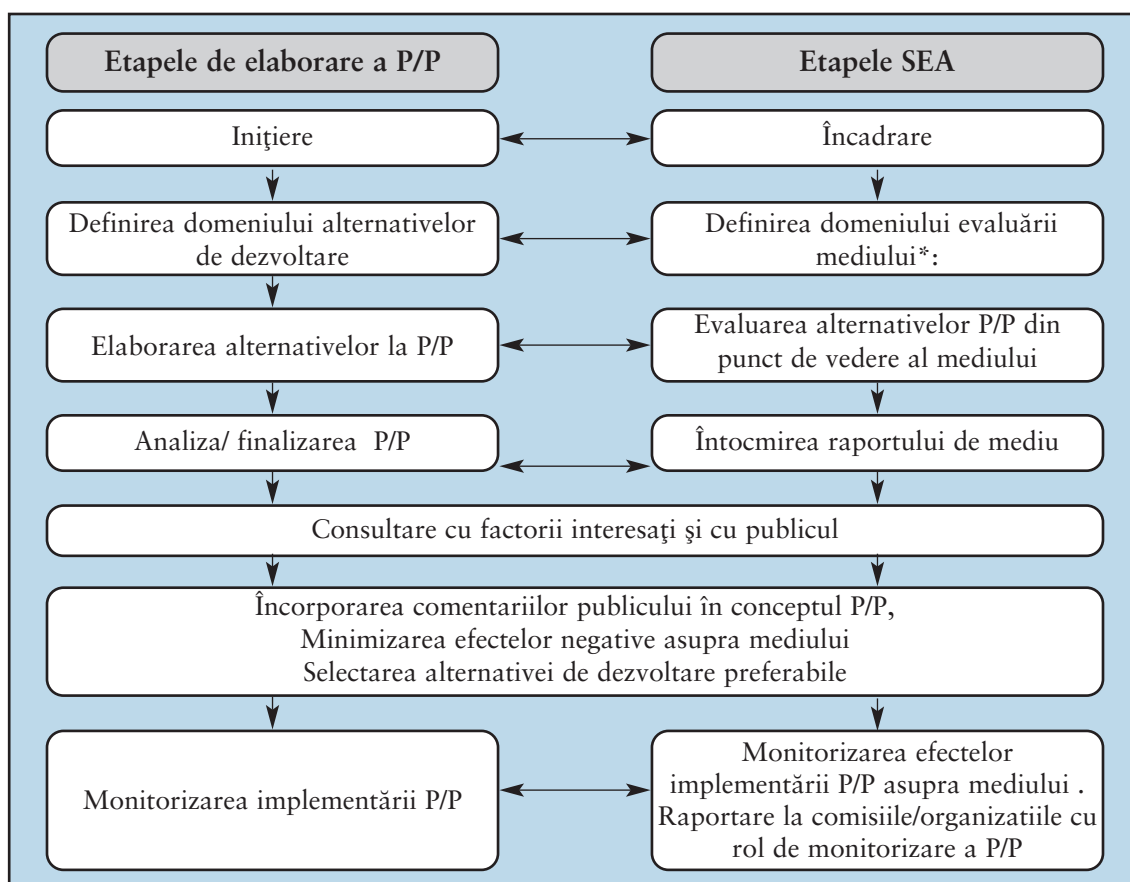 Etapele de elaborare a P/P
Etapele SEA
Iniţiere
Încadrare
Definirea domeniului alternativelor
de dezvoltare
Definirea domeniului evaluării
mediului*:
Elaborarea alternativelor la P/P
Evaluarea alternativelor P/P din
punct de vedere al mediului
Analiza/ finalizarea P/P
Întocmirea raportului de mediu
Consultare cu factorii interesaţi şi cu publicul
Încorporarea comentariilor publicului în conceptul P/P,
Minimizarea efectelor negative asupra mediului
Selectarea alternativei de dezvoltare preferabile
Monitorizarea implementării P/P
Monitorizarea efectelor
implementării P/P asupra mediului .
Raportare la comisiile/organizatiile cu
rol de monitorizare a P/P